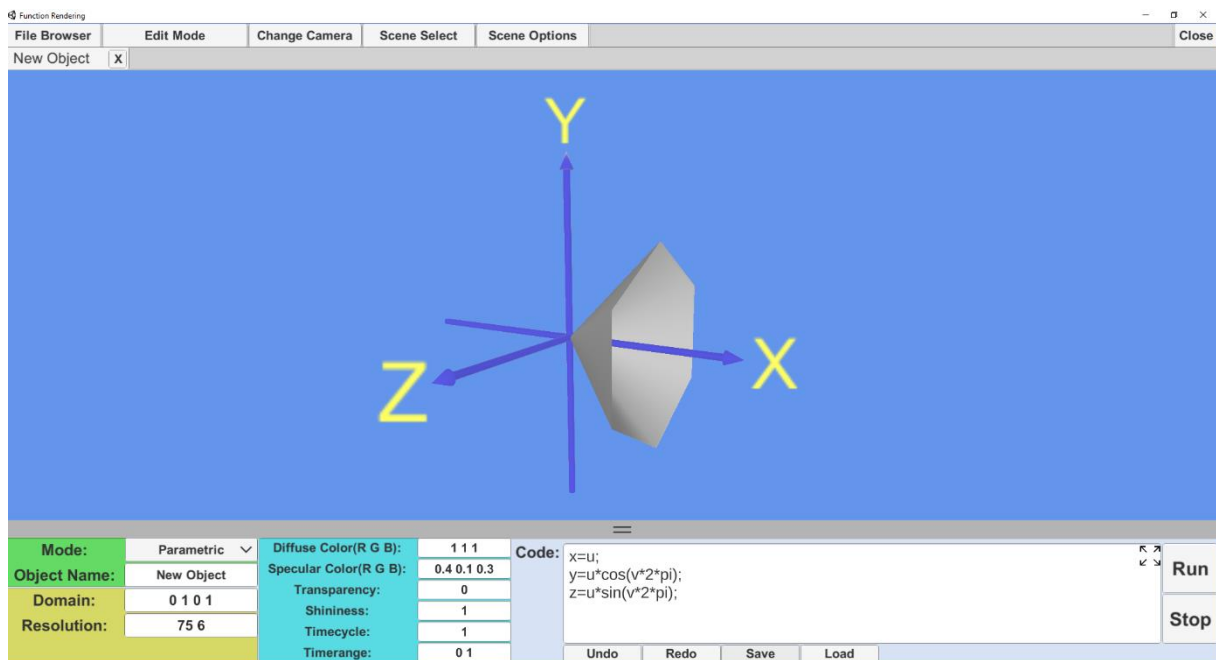 Function Rendering
File Browser Edit Mode Change Camera Scene Select Scene Options Close
New Object X
Y
Z
X
Mode: Parametric
Object Name: New Object
Domain: 0 1 0 1
Resolution: 75 6
Diffuse Color(R G B): 1 1 1
Specular Color(R G B): 0.4 0.1 0.3
Transparency: 0
Shininess: 1
Timecycle: 1
Timerange: 0 1
Code:
x=u;
y=u*cos(v*2*pi);
z=u*sin(v*2*pi);
Run
Stop
Undo Redo Save Load